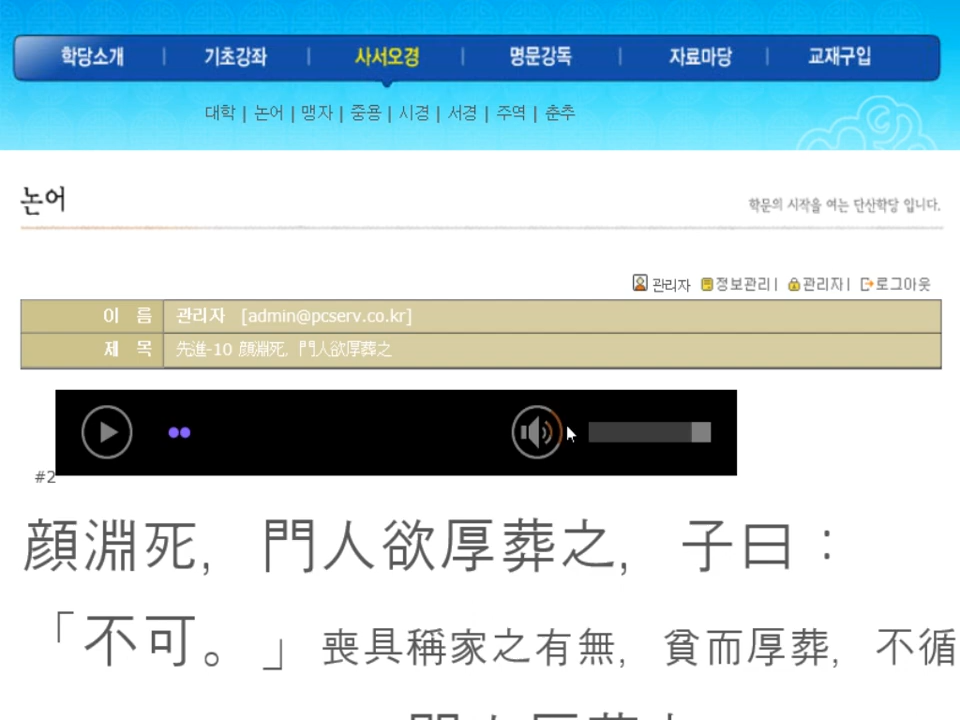 학당소개 | 기초강좌 | 사서오경 | 명문강독 | 자료마당 | 교재구입
대학 | 논어 | 맹자 | 중용 | 시경 | 서경 | 주역 | 춘추
논어
학문의 시작을 여는 단산학당 입니다.
관리자 정보관리 | 관리자 | 로그아웃
이 름 관리자 [admin@pcserv.co.kr]
제 목 先進-10 顔淵死, 門人欲厚葬之
#2
顔淵死, 門人欲厚葬之, 子曰：
「不可。」喪具稱家之有無, 貧而厚葬, 不循